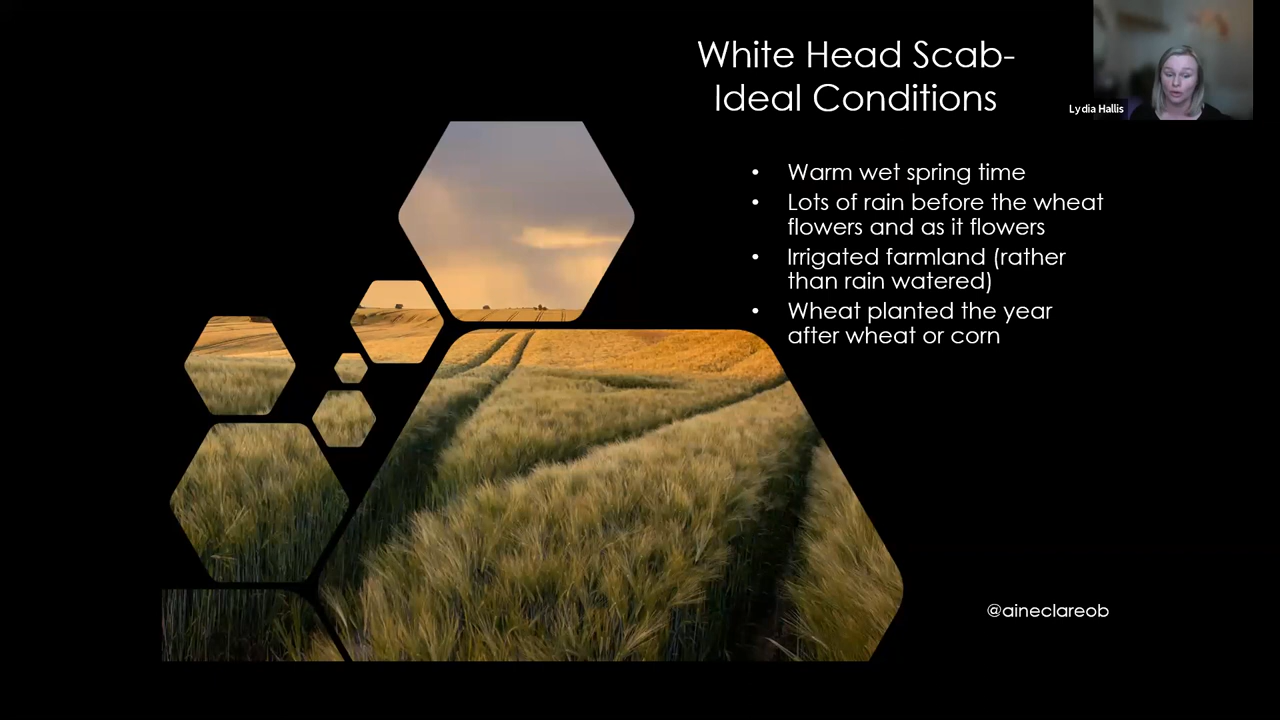 White Head Scab-
Ideal Conditions
Lydia Hallis
• Warm wet spring time
• Lots of rain before the wheat
flowers and as it flowers
• Irrigated farmland (rather
than rain watered)
• Wheat planted the year
after wheat or corn
@aineclareob